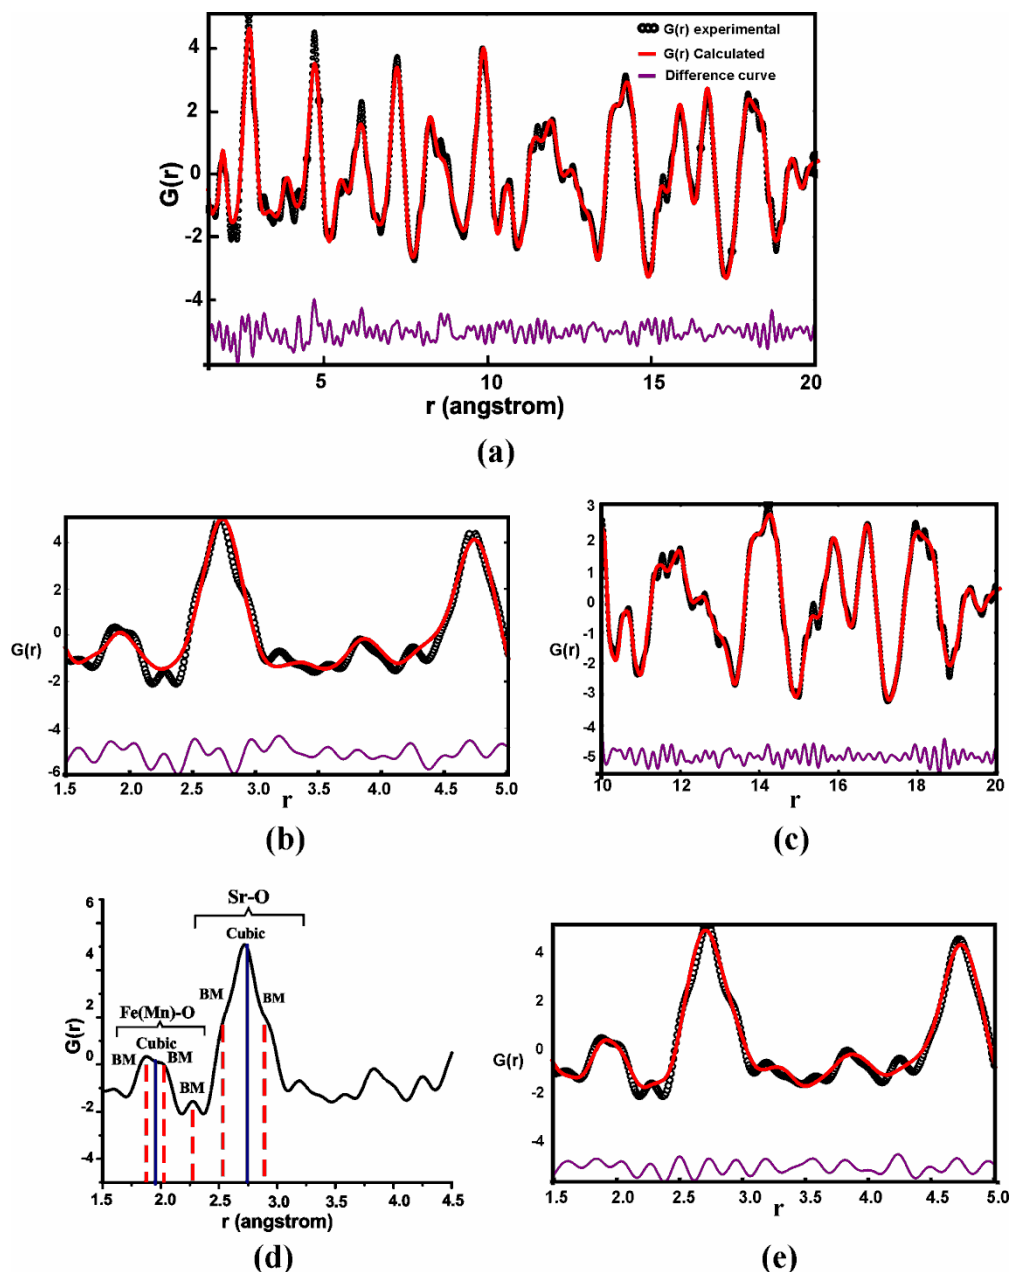 4
2
0
-2
-4
G(r)
G(r) experimental
G(r) Calculated
Difference curve
5
10
15
20
r (angstrom)
(a)
4
2
0
-2
-4
-6
G(r)
1.5
2.0
2.5
3.0
3.5
4.0
4.5
5.0
r
(b)
3
2
1
0
-1
-2
-3
-5
G(r)
10
12
14
16
18
20
r
(c)
6
4
2
0
-2
-4
G(r)
Sr-O
Cubic
BM
BM
Fe(Mn)-O
Cubic
BM
BM
BM
1.5
2.0
2.5
3.0
3.5
4.0
4.5
r (angstrom)
(d)
4
2
0
-2
-4
G(r)
1.5
2.0
2.5
3.0
3.5
4.0
4.5
5.0
r
(e)